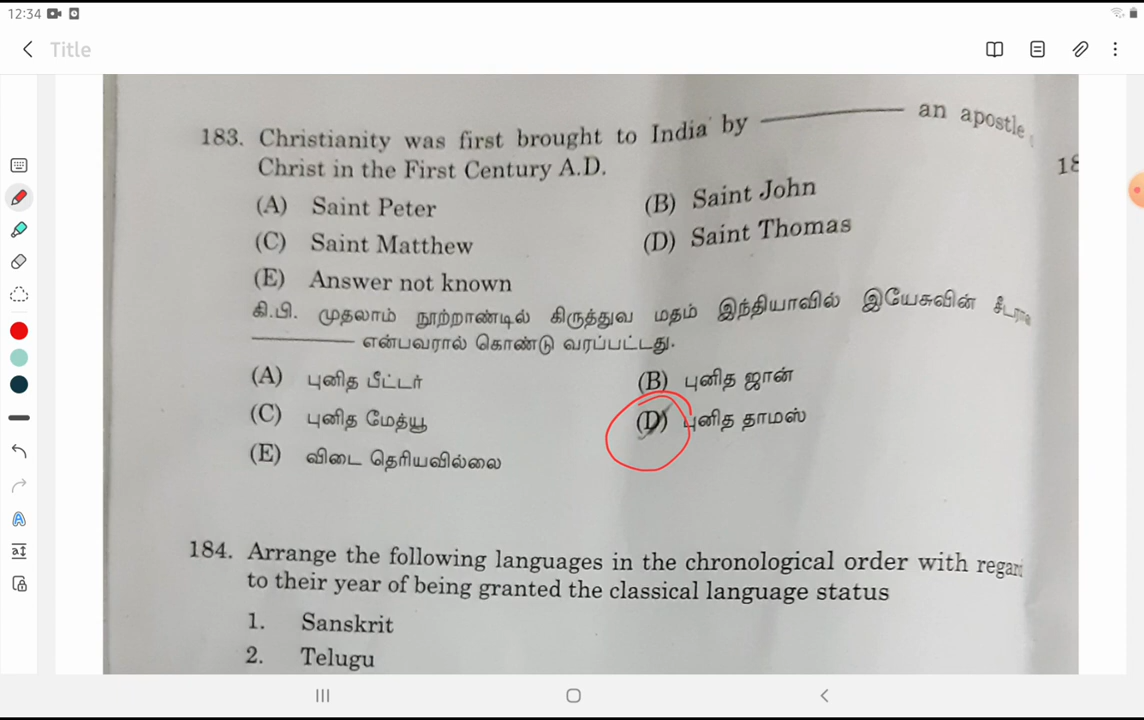 12:34
Title
183. Christianity was first brought to India by ———— an apostle
Christ in the First Century A.D.
18
(A) Saint Peter (B) Saint John
(C) Saint Matthew (D) Saint Thomas
(E) Answer not known
கி.பி. முதலாம் நூற்றாண்டில் கிருத்துவ மதம் இந்தியாவில் இயேசுவின்
———— என்பவரால் கொண்டு வரப்பட்டது.
(A) புனித பீட்டர் (B) புனித ஜான்
(C) புனித மேத்யூ (D) புனித தாமஸ்
(E) விடை தெரியவில்லை
184. Arrange the following languages in the chronological order with regard
to their year of being granted the classical language status
1. Sanskrit
2. Telugu